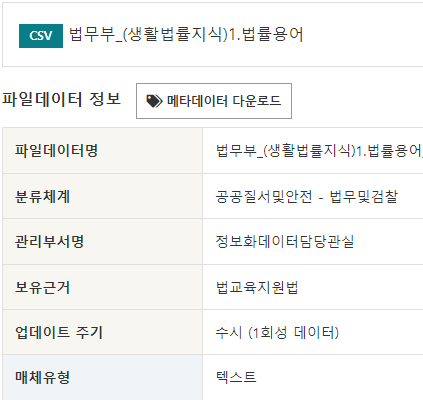 CSV 법무부_(생활법률지식)1.법률용어
파일데이터 정보 메타데이터 다운로드
파일데이터명 법무부_(생활법률지식)1.법률용어_
분류체계 공공질서및안전 - 법무및검찰
관리부서명 정보화데이터담당관실
보유근거 법교육지원법
업데이트 주기 수시 (1회성 데이터)
매체유형 텍스트